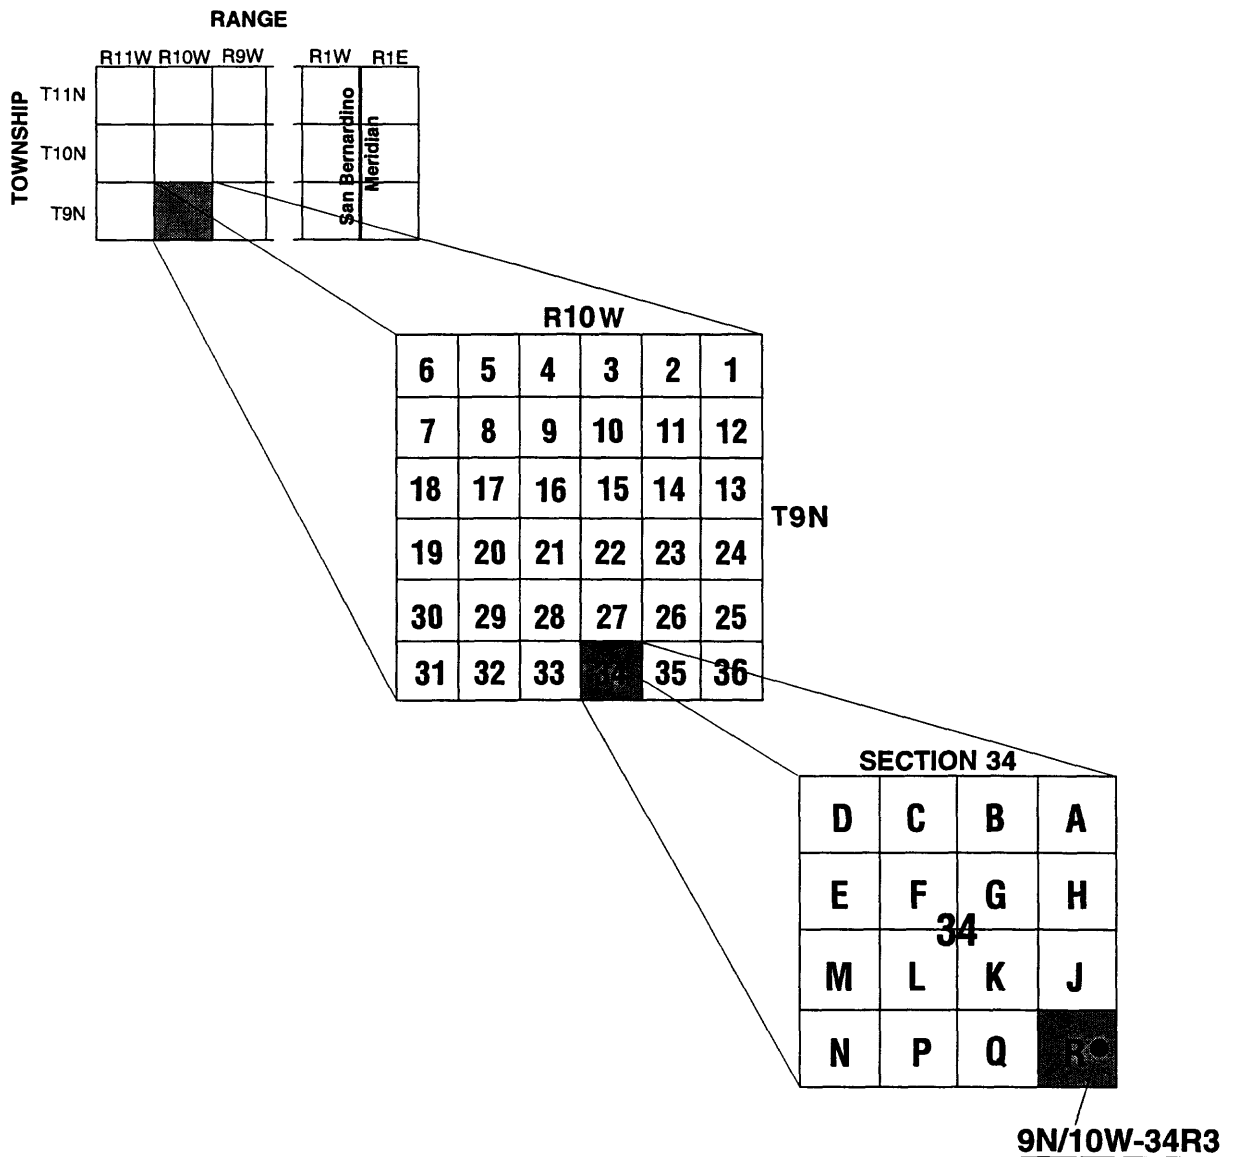 RANGE
R11W R10W R9W R1W R1E
TOWNSHIP
T11N
T10N
T9N
San Bernardino
Meridian
R10W
6 5 4 3 2 1
7 8 9 10 11 12
18 17 16 15 14 13
T9N
19 20 21 22 23 24
30 29 28 27 26 25
31 32 33 34 35 36
SECTION 34
D C B A
E F G H
34
M L K J
N P Q R
9N/10W-34R3